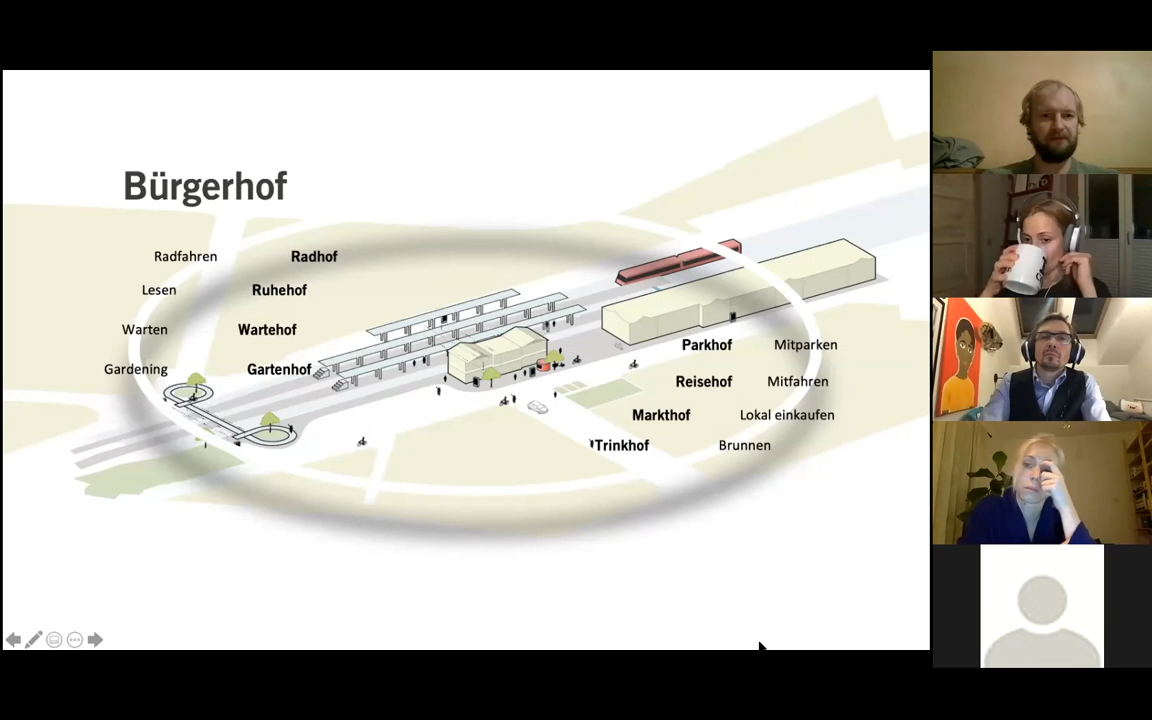 Bürgerhof
Radfahren Radhof
Lesen Ruhehof
Warten Wartehof
Gardening Gartenhof
Parkhof Mitparken
Reisehof Mitfahren
Markthof Lokal einkaufen
Trinkhof Brunnen